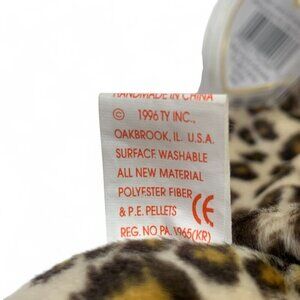 HANDMADE IN CHINA
© 1996 TY INC.,
OAKBROOK, IL. U.S.A.
SURFACE WASHABLE
ALL NEW MATERIAL
POLYESTER FIBER
& P.E. PELLETS CE
REG. NO PA. 1965(KR)